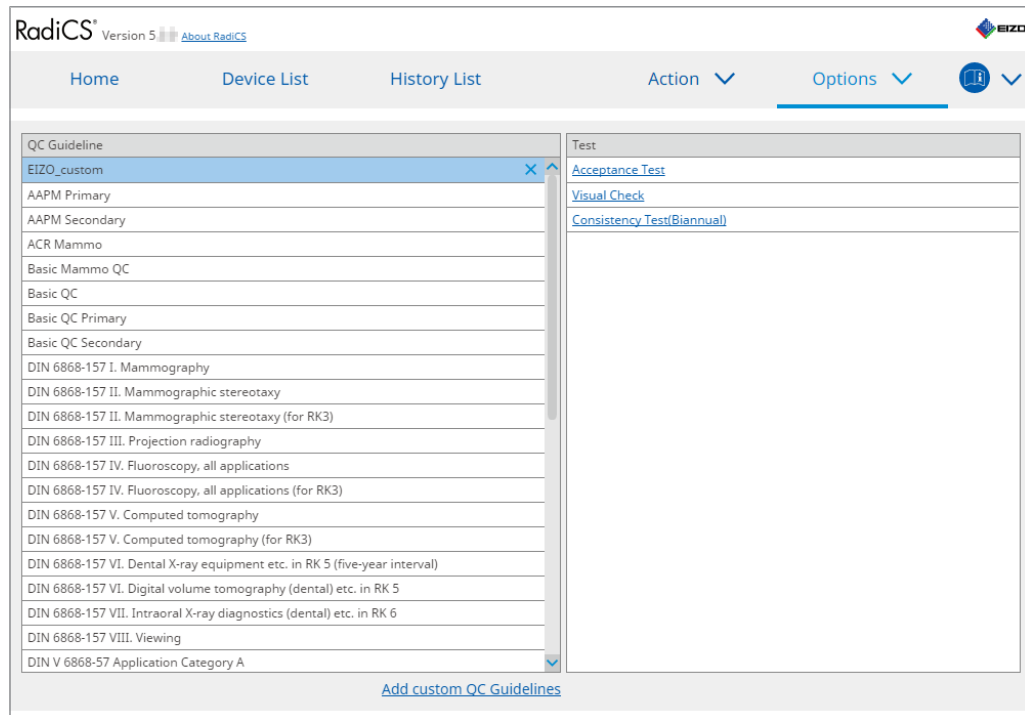 RadiCS® Version 5. About RadiCS
EIZO
Home Device List History List Action Options
QC Guideline
EIZO_custom
AAPM Primary
AAPM Secondary
ACR Mammo
Basic Mammo QC
Basic QC
Basic QC Primary
Basic QC Secondary
DIN 6868-157 I. Mammography
DIN 6868-157 II. Mammographic stereotaxy
DIN 6868-157 II. Mammographic stereotaxy (for RK3)
DIN 6868-157 III. Projection radiography
DIN 6868-157 IV. Fluoroscopy, all applications
DIN 6868-157 IV. Fluoroscopy, all applications (for RK3)
DIN 6868-157 V. Computed tomography
DIN 6868-157 V. Computed tomography (for RK3)
DIN 6868-157 VI. Dental X-ray equipment etc. in RK 5 (five-year interval)
DIN 6868-157 VI. Digital volume tomography (dental) etc. in RK 5
DIN 6868-157 VII. Intraoral X-ray diagnostics (dental) etc. in RK 6
DIN 6868-157 VIII. Viewing
DIN V 6868-57 Application Category A
Add custom QC Guidelines
Test
Acceptance Test
Visual Check
Consistency Test(Biannual)